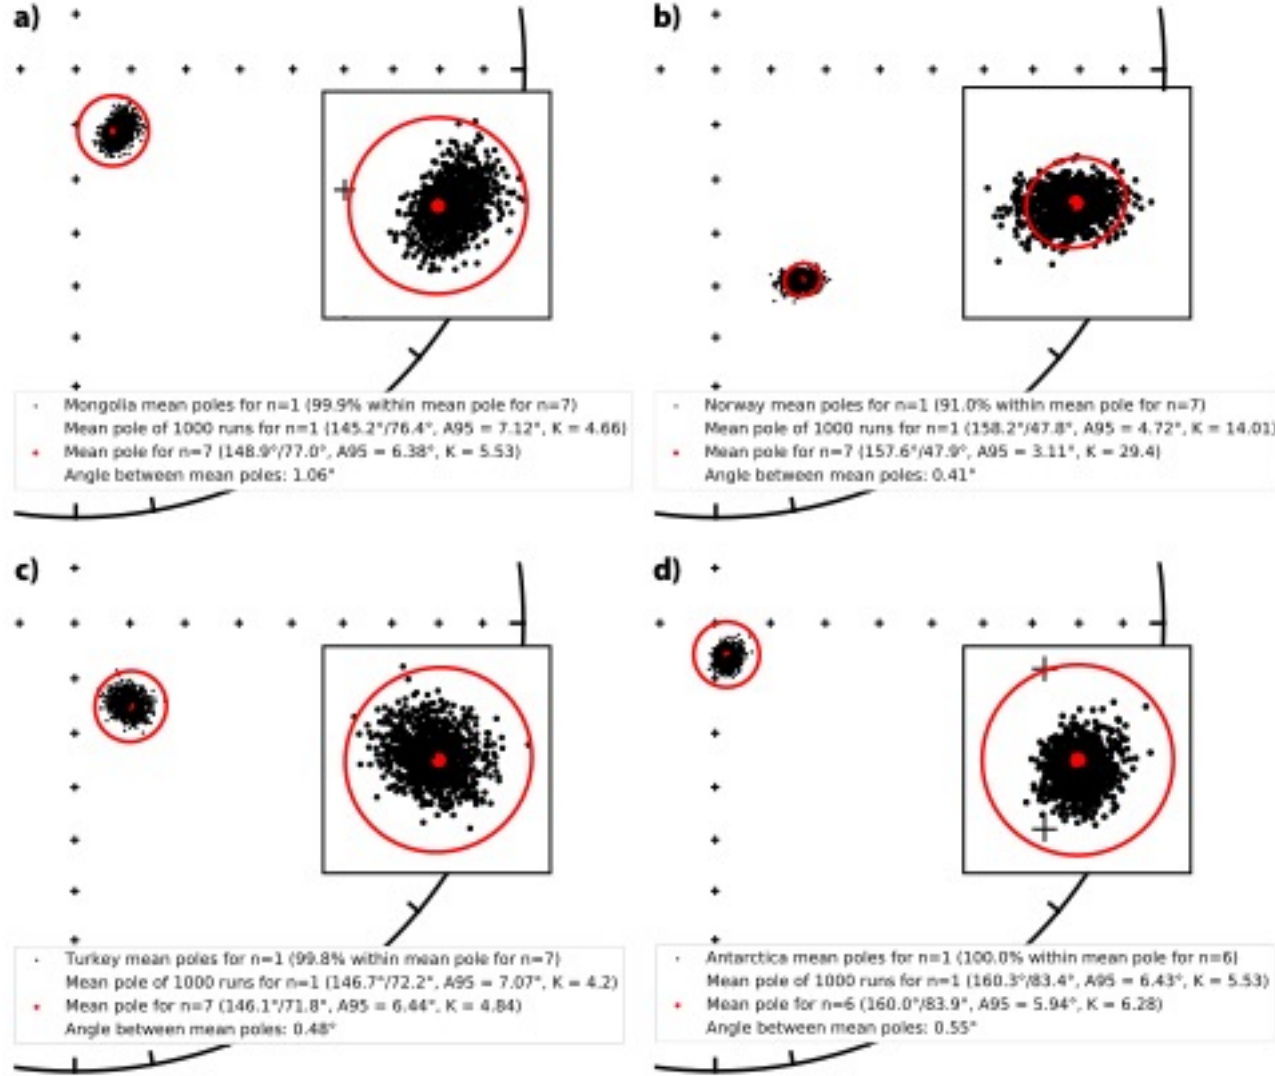 a)
Mongolia mean poles for n=1 (99.9% within mean pole for n=7)
Mean pole of 1000 runs for n=1 (145.2°/76.4°, A95 = 7.12°, K = 4.66)
Mean pole for n=7 (148.9°/77.0°, A95 = 6.38°, K = 5.53)
Angle between mean poles: 1.06°
b)
Norway mean poles for n=1 (91.0% within mean pole for n=7)
Mean pole of 1000 runs for n=1 (158.2°/47.8°, A95 = 4.72°, K = 14.01)
Mean pole for n=7 (157.6°/47.9°, A95 = 3.11°, K = 29.4)
Angle between mean poles: 0.41°
c)
Turkey mean poles for n=1 (99.8% within mean pole for n=7)
Mean pole of 1000 runs for n=1 (146.7°/72.2°, A95 = 7.07°, K = 4.2)
Mean pole for n=7 (146.1°/71.8°, A95 = 6.44°, K = 4.84)
Angle between mean poles: 0.48°
d)
Antarctica mean poles for n=1 (100.0% within mean pole for n=6)
Mean pole of 1000 runs for n=1 (160.3°/83.4°, A95 = 6.43°, K = 5.53)
Mean pole for n=6 (160.0°/83.9°, A95 = 5.94°, K = 6.28)
Angle between mean poles: 0.55°